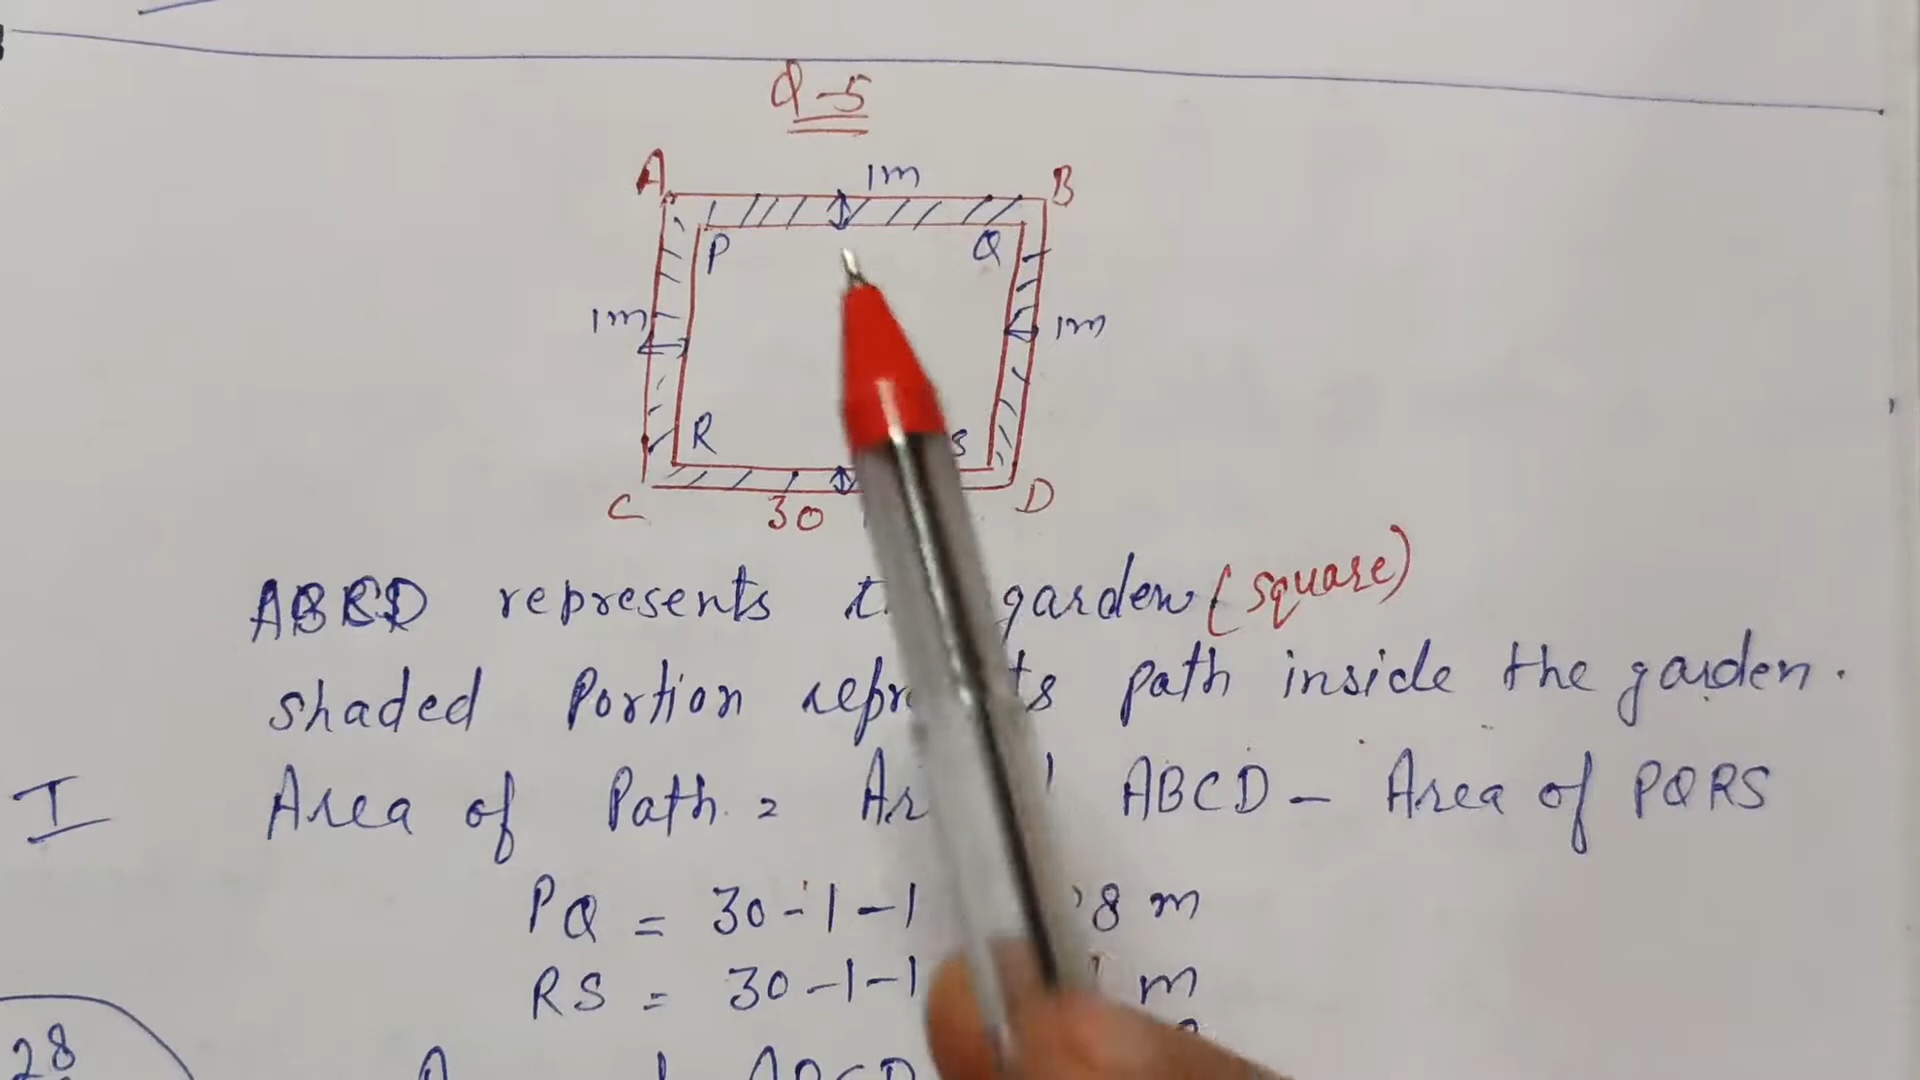 Q-5
A 1m B
P Q
1m 1m
R S
C 30 D
ABCD represents garden (square)
shaded Portion path inside the garden.
I Area of Path = ABCD - Area of PQRS
PQ = 30-1-1 8 m
RS = 30-1-1 m
28